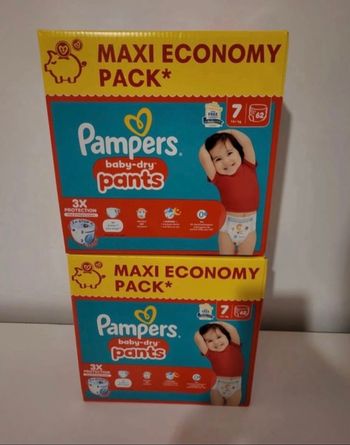 MAXI ECONOMY
PACK*
7
62
Pampers
baby-dry
pants
3X
PROTECTION
MAXI ECONOMY
PACK*
7
62
Pampers
baby-dry
pants
3X
PROTECTION